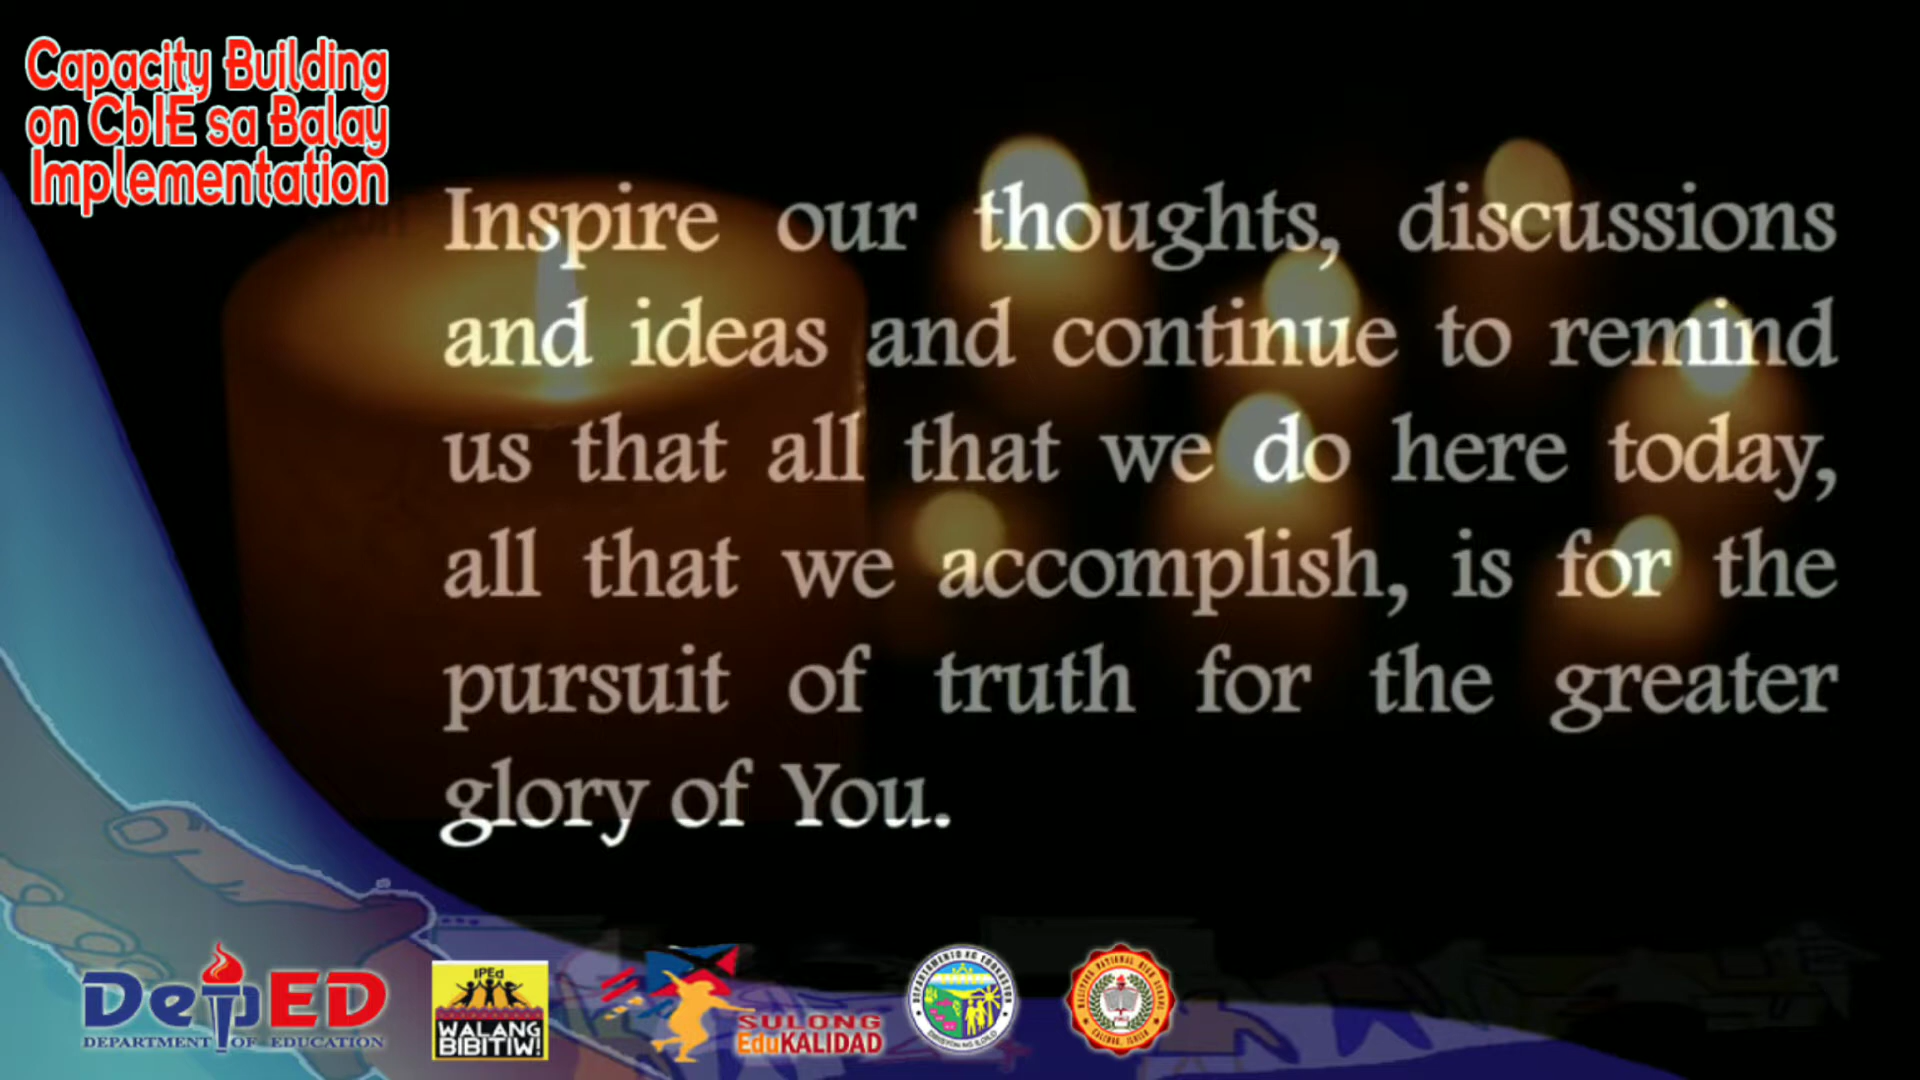 Capacity Building
on CbIE sa Balay
Implementation
Inspire our thoughts, discussions
and ideas and continue to remind
us that all that we do here today,
all that we accomplish, is for the
pursuit of truth for the greater
glory of You.
DepED
DEPARTMENT OF EDUCATION
IPEd
WALANG
BIBITIW!
SULONG
EduKALIDAD